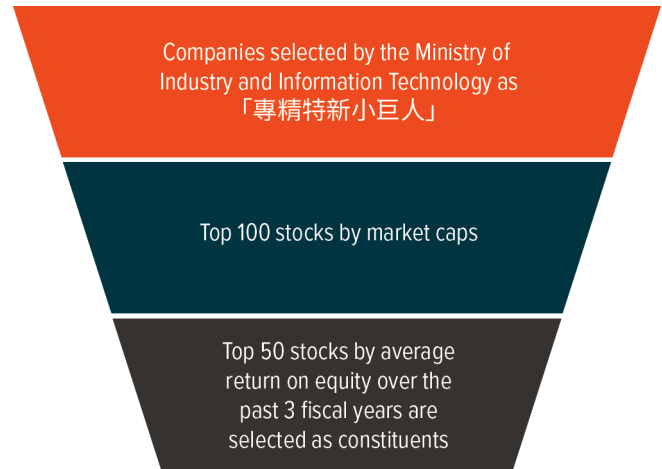 Companies selected by the Ministry of
Industry and Information Technology as
「專精特新小巨人」
Top 100 stocks by market caps
Top 50 stocks by average
return on equity over the
past 3 fiscal years are
selected as constituents